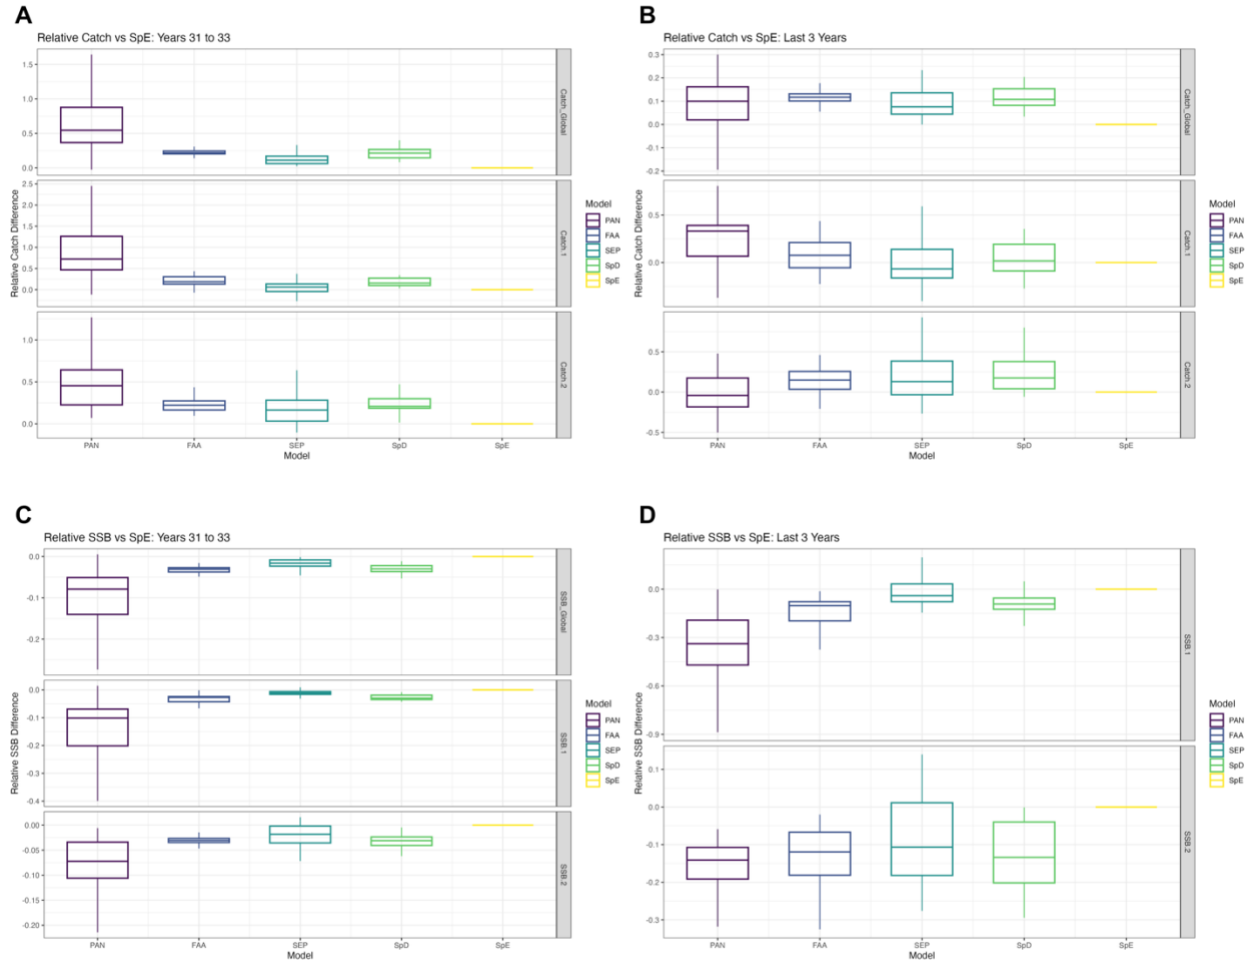 A
Relative Catch vs SpE: Years 31 to 33
Relative Catch Difference
1.5
1.0
0.5
0.0
Catch_Global
2.5
2.0
1.5
1.0
0.5
0.0
Catch.1
1.0
0.5
0.0
Catch.2
PAN FAA SEP SpD SpE
Model
Model
PAN
FAA
SEP
SpD
SpE
B
Relative Catch vs SpE: Last 3 Years
Relative Catch Difference
0.3
0.2
0.1
0.0
-0.1
-0.2
Catch_Global
0.5
0.0
Catch.1
0.5
0.0
-0.5
Catch.2
PAN FAA SEP SpD SpE
Model
Model
PAN
FAA
SEP
SpD
SpE
C
Relative SSB vs SpE: Years 31 to 33
Relative SSB Difference
0.0
-0.1
-0.2
SSB_Global
0.0
-0.1
-0.2
-0.3
-0.4
SSB.1
0.00
-0.05
-0.10
-0.15
-0.20
SSB.2
PAN FAA SEP SpD SpE
Model
Model
PAN
FAA
SEP
SpD
SpE
D
Relative SSB vs SpE: Last 3 Years
Relative SSB Difference
0.0
-0.3
-0.6
-0.9
SSB.1
0.1
0.0
-0.1
-0.2
-0.3
SSB.2
PAN FAA SEP SpD SpE
Model
Model
PAN
FAA
SEP
SpD
SpE